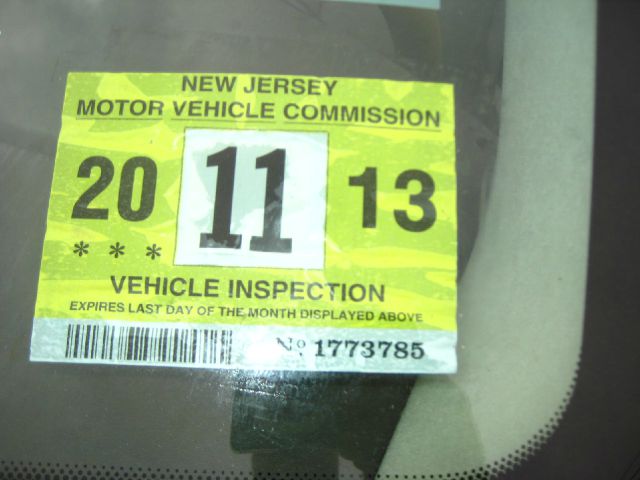 NEW JERSEY
MOTOR VEHICLE COMMISSION
20 11 13
***
VEHICLE INSPECTION
EXPIRES LAST DAY OF THE MONTH DISPLAYED ABOVE
No 1773785